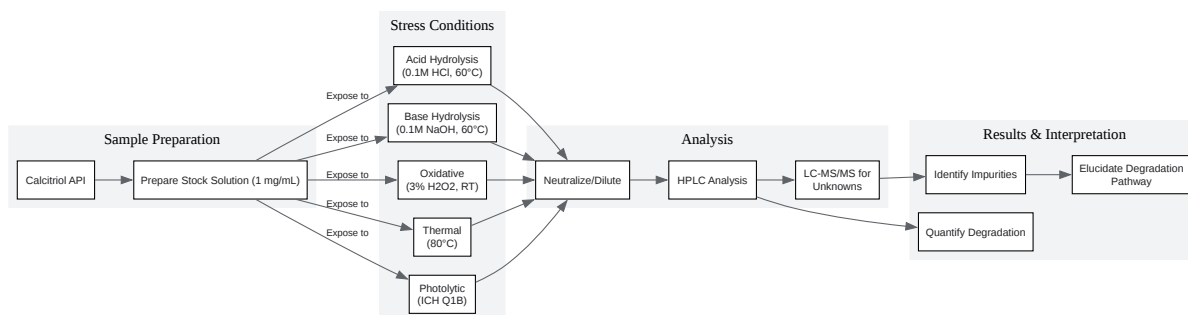 Stress Conditions
Acid Hydrolysis
(0.1M HCl, 60°C)
Expose to
Base Hydrolysis
(0.1M NaOH, 60°C)
Sample Preparation
Expose to
Analysis
Results & Interpretation
Calcitriol API
Prepare Stock Solution (1 mg/mL)
Expose to
Oxidative
(3% H2O2, RT)
Neutralize/Dilute
HPLC Analysis
LC-MS/MS for
Unknowns
Identify Impurities
Elucidate Degradation
Pathway
Expose to
Thermal
(80°C)
Quantify Degradation
Expose to
Photolytic
(ICH Q1B)